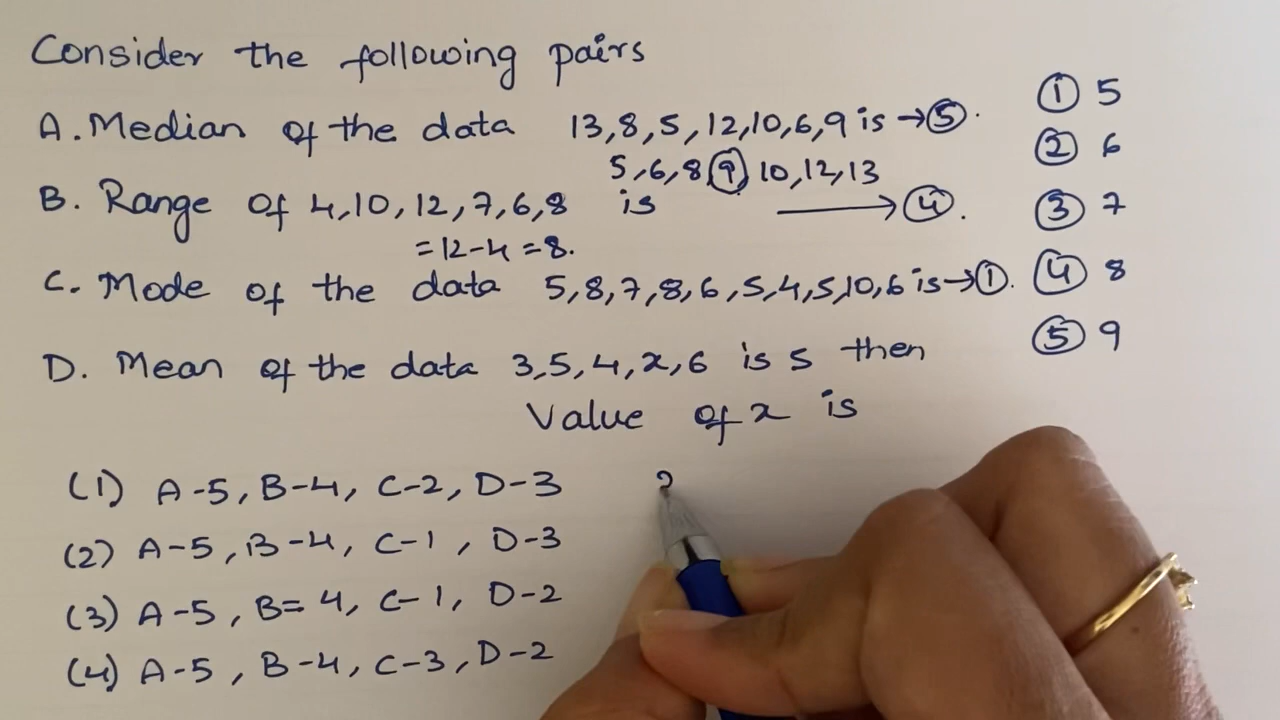 Consider the following pairs
A. Median of the data 13,8,5,12,10,6,9 is → ⑤.
5,6,8,⑨,10,12,13
B. Range of 4,10,12,7,6,8 is ⟶ ④.
=12-4=8.
C. Mode of the data 5,8,7,8,6,5,4,5,10,6 is → ①.
D. Mean of the data 3,5,4,x,6 is 5 then
Value of x is
(1) A-5, B-4, C-2, D-3
(2) A-5, B-4, C-1, D-3
(3) A-5, B=4, C-1, D-2
(4) A-5, B-4, C-3, D-2
① 5
② 6
③ 7
④ 8
⑤ 9